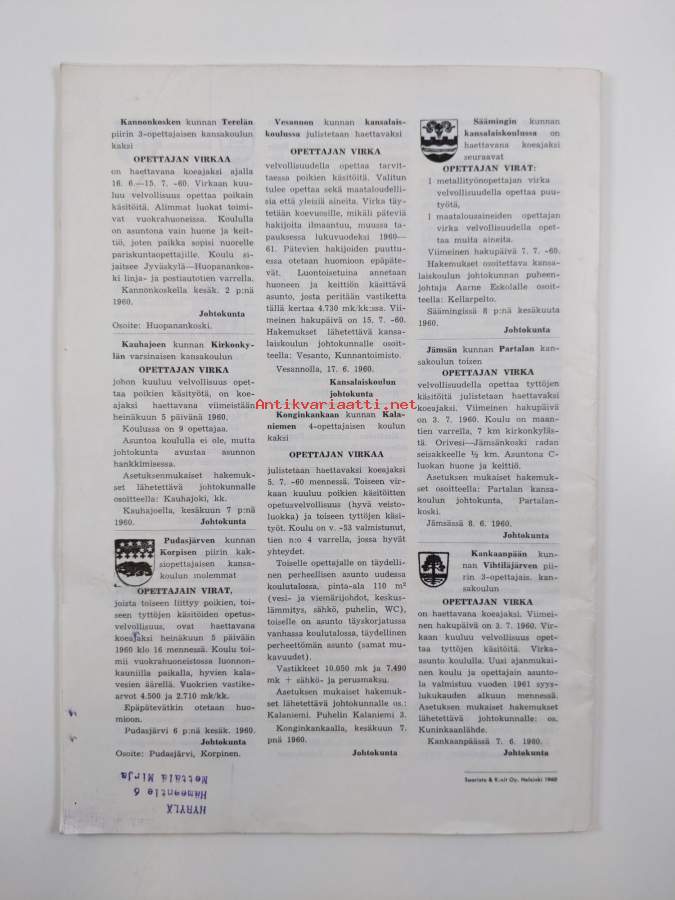 Kannonkosken kunnan Terelän
piirin 3-opettajaisen kansakoulun
kaksi
OPETTAJAN VIRKAA
on haettavana koeajaksi ajalla
16. 6.—15. 7. -60. Virkaan kuu-
luu velvollisuus opettaa poikain
käsitöitä. Alimmat luokat toimi-
vat vuokrahuoneissa. Koululla
on asuntona vain huone ja keit-
tiö, joten paikka sopisi nuorelle
pariskuntaopettajille. Koulu si-
jaitsee Jyväskylä—Huopanankos-
ki linja- ja postiautotien varrella.
Kannonkoskella kesäk. 2 p:nä
1960.
Johtokunta
Osoite: Huopanankoski.
Kauhajoen kunnan Kirkonky-
län varsinaisen kansakoulun
OPETTAJAN VIRKA
johon kuuluu velvollisuus opet-
taa poikien käsityötä, on koe-
ajaksi haettavana viimeistään
heinäkuun 5 päivänä 1960.
Koulussa on 9 opettajaa.
Asuntoa koululla ei ole, mutta
johtokunta avustaa asunnon
hankkimisessa.
Asetuksenmukaiset hakemuk-
set lähetettävä johtokunnalle
osoitteella: Kauhajoki, kk.
Kauhajoella, kesäkuun 7 p:nä
1960.
Johtokunta
Pudasjärven kunnan
Korpisen piirin kak-
siopettajaisen kansa-
koulun molemmat
OPETTAJAIN VIRAT,
joista toiseen liittyy poikien, toi-
seen tyttöjen käsitöiden opetus-
velvollisuus, ovat haettavana
koeajaksi heinäkuun 5 päivään
1960 klo 16 mennessä. Koulu toi-
mii vuokrahuoneistossa luonnon-
kauniilla paikalla, hyvien kala-
vesien äärellä. Vuokrien vastike-
arvot 4.500 ja 2.710 mk/kk.
Epäpätevätkin otetaan huo-
mioon.
Pudasjärvi 6 p:nä kesäk. 1960.
Johtokunta
Osoite: Pudasjärvi, Korpinen.
Vesannon kunnan kansalais-
koulussa julistetaan haettavaksi
OPETTAJAN VIRKA
velvollisuudella opettaa tarvit-
taessa poikien käsitöitä. Valitun
tulee opettaa sekä maataloudelli-
sia että yleisiä aineita. Virka täy-
tetään koevuosille, mikäli päteviä
hakijoita ilmaantuu, muussa ta-
pauksessa lukuvuodeksi 1960—
61. Pätevien hakijoiden puuttu-
essa otetaan huomioon epäpäte-
vät. Luontoisetuina annetaan
huoneen ja keittiön käsittävä
asunto, josta peritään vastiketta
tällä kertaa 4.730 mk/kk:ssa. Vii-
meinen hakupäivä on 15. 7. -60.
Hakemukset lähetettävä kansa-
laiskoulun johtokunnalle osoit-
teella: Vesanto, Kunnantoimisto.
Vesannolla, 17. 6. 1960.
Kansalaiskoulun
johtokunta
Konginkankaan kunnan Kala-
niemen 4-opettajaisen koulun
kaksi
OPETTAJAN VIRKAA
julistetaan haettavaksi koeajaksi
5. 7. -60 mennessä. Toiseen vir-
kaan kuuluu poikien käsitöitten
opetusvelvollisuus (hyvä veisto-
luokka) ja toiseen tyttöjen käsi-
työt. Koulu on v. -53 valmistunut,
tien n:o 4 varrella, jossa hyvät
yhteydet.
Toiselle opettajalle on täydelli-
nen perheellisen asunto uudessa
koulutalossa, pinta-ala 110 m²
(vesi- ja viemärijohdot, keskus-
lämmitys, sähkö, puhelin, WC),
toiselle on asunto täyskorjatussa
vanhassa koulutalossa, täydellinen
perheettömän asunto (samat mu-
kavuudet).
Vastikkeet 10.050 mk ja 7.490
mk + sähkö- ja perusmaksu.
Asetuksen mukaiset hakemuk-
set lähetettävä johtokunnalle os.:
Kalaniemi. Puhelin Kalaniemi 3.
Konginkankaalla, kesäkuun 7.
pnä 1960.
Johtokunta
Säämingin kunnan
kansalaiskoulussa on
haettavana koeajaksi
seuraavat
OPETTAJAN VIRAT:
1 metallityönopettajan virka
velvollisuudella opettaa puu-
työtä,
1 maatalousaineiden opettajan
virka velvollisuudella opet-
taa muita aineita.
Viimeinen hakupäivä 7. 7. -60.
Hakemukset osoitettava kansa-
laiskoulun johtokunnan puheen-
johtaja Aarne Eskolalle osoit-
teella: Kellarpelto.
Säämingissä 8 p:nä kesäkuuta
1960.
Johtokunta
Jämsän kunnan Partalan kan-
sakoulun toisen
OPETTAJAN VIRKA
velvollisuudella opettaa tyttöjen
käsitöitä julistetaan haettavaksi
koeajaksi. Viimeinen hakupäivä
on 3. 7. 1960. Koulu on maan-
tien varrella, 7 km kirkonkyläs-
tä. Orivesi—Jämsänkoski radan
seisakkeelle ½ km. Asuntona C-
luokan huone ja keittiö.
Asetuksen mukaiset hakemuk-
set osoitteella: Partalan kansa-
koulun johtokunta, Partalan-
koski.
Jämsässä 8. 6. 1960.
Johtokunta
Kankaanpään kun-
nan Vihtiläjärven pii-
rin 3-opettajais. kan-
sakoulun
OPETTAJAN VIRKA
on haettavana koeajaksi. Viimei-
nen hakupäivä on 3. 7. 1960. Vir-
kaan kuuluu velvollisuus opet-
taa tyttöjen käsitöitä. Virka-
asunto koululla. Uusi ajanmukai-
nen koulu ja opettajain asunto-
la valmistuu vuoden 1961 syys-
lukukauden alkuun mennessä.
Asetuksen mukaiset hakemukset
lähetettävä johtokunnalle: os.
Kuninkaanlähde.
Kankaanpäässä 7. 6. 1960.
Johtokunta
Antikvariaatti.net
Helsinki 1960
Nettälä Mirja
Hämeentie 6
HYRYLÄ